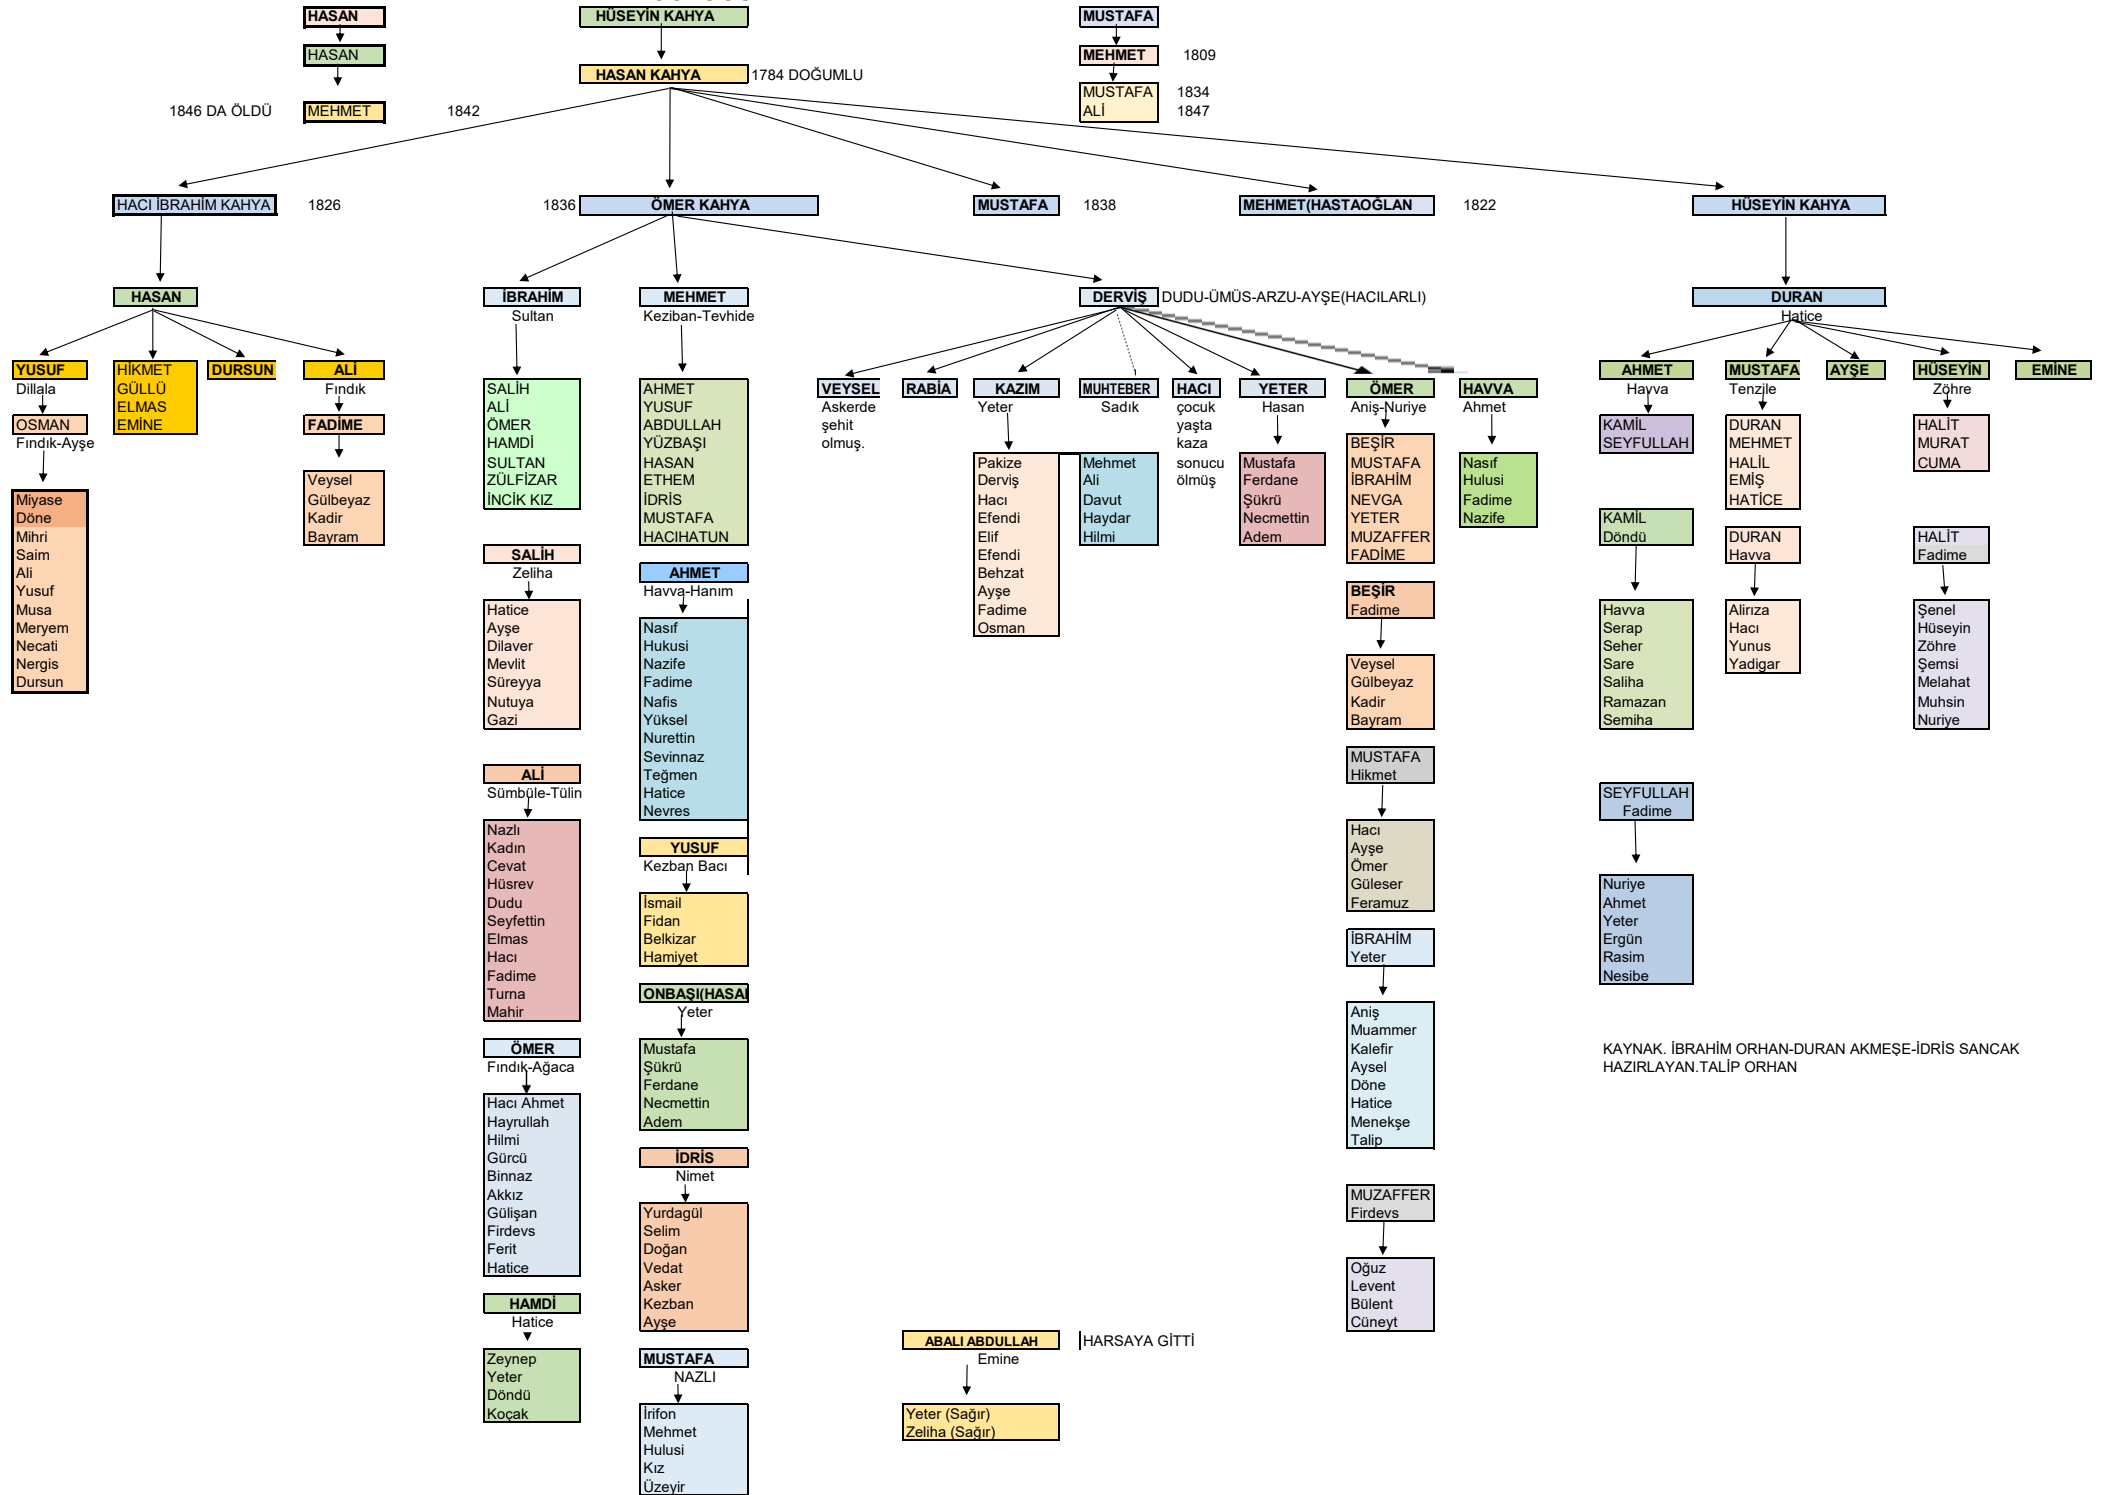 HASAN
HÜSEYİN KAHYA
MUSTAFA
HASAN
MEHMET 1809
HASAN KAHYA 1784 DOĞUMLU
MUSTAFA 1834
1846 DA ÖLDÜ MEHMET 1842
ALİ 1847
HACI İBRAHİM KAHYA 1826
1836 ÖMER KAHYA
MUSTAFA 1838
MEHMET(HASTAOĞLAN 1822
HÜSEYİN KAHYA
HASAN
İBRAHİM
Sultan
MEHMET
Keziban-Tevhide
DERVİŞ DUDU-ÜMÜS-ARZU-AYŞE(HACILARLI)
DURAN
Hatice
YUSUF
Dillala
OSMAN
Fındık-Ayşe
Miyase
Döne
Mihri
Saim
Ali
Yusuf
Musa
Meryem
Necati
Nergis
Dursun
HİKMET
GÜLLÜ
ELMAS
EMİNE
DURSUN
ALİ
Fındık
FADİME
Veysel
Gülbeyaz
Kadir
Bayram
SALİH
ALİ
ÖMER
HAMDİ
SULTAN
ZÜLFİZAR
İNCİK KIZ
SALİH
Zeliha
Hatice
Ayşe
Dilaver
Mevlit
Süreyya
Nutuya
Gazi
ALİ
Sümbüle-Tülin
Nazlı
Kadın
Cevat
Hüsrev
Dudu
Seyfettin
Elmas
Hacı
Fadime
Turna
Mahir
ÖMER
Fındık-Ağaca
Hacı Ahmet
Hayrullah
Hilmi
Gürcü
Binnaz
Akkız
Gülişan
Firdevs
Ferit
Hatice
HAMDİ
Hatice
Zeynep
Yeter
Döndü
Koçak
AHMET
YUSUF
ABDULLAH
YÜZBAŞI
HASAN
ETHEM
İDRİS
MUSTAFA
HACIHATUN
AHMET
Havva-Hanım
Nasıf
Hukusi
Nazife
Fadime
Nafis
Yüksel
Nurettin
Sevinnaz
Teğmen
Hatice
Nevres
YUSUF
Kezban Bacı
İsmail
Fidan
Belkizar
Hamiyet
ONBAŞI(HASAI
Yeter
Mustafa
Şükrü
Ferdane
Necmettin
Adem
İDRİS
Nimet
Yurdagül
Selim
Doğan
Vedat
Asker
Kezban
Ayşe
MUSTAFA
NAZLI
İrifon
Mehmet
Hulusi
Kız
Üzeyir
VEYSEL
Askerde
şehit
olmuş.
RABİA
KAZIM
Yeter
Pakize
Derviş
Hacı
Efendi
Elif
Efendi
Behzat
Ayşe
Fadime
Osman
MUHTEBER
Sadık
Mehmet
Ali
Davut
Haydar
Hilmi
HACI
çocuk
yaşta
kaza
sonucu
ölmüş
YETER
Hasan
Mustafa
Ferdane
Şükrü
Necmettin
Adem
ÖMER
Aniş-Nuriye
BEŞİR
MUSTAFA
İBRAHİM
NEVGA
YETER
MUZAFFER
FADİME
BEŞİR
Fadime
Veysel
Gülbeyaz
Kadir
Bayram
MUSTAFA
Hikmet
Hacı
Ayşe
Ömer
Güleser
Feramuz
İBRAHİM
Yeter
Aniş
Muammer
Kalefir
Aysel
Döne
Hatice
Menekşe
Talip
MUZAFFER
Firdevs
Oğuz
Levent
Bülent
Cüneyt
HAVVA
Ahmet
Nasıf
Hulusi
Fadime
Nazife
ABALI ABDULLAH HARSAYA GİTTİ
Emine
Yeter (Sağır)
Zeliha (Sağır)
AHMET
Havva
KAMİL
SEYFULLAH
KAMİL
Döndü
Havva
Serap
Seher
Sare
Saliha
Ramazan
Semiha
SEYFULLAH
Fadime
Nuriye
Ahmet
Yeter
Ergün
Rasim
Nesibe
MUSTAFA
Tenzile
DURAN
MEHMET
HALİL
EMİŞ
HATİCE
DURAN
Havva
Alirıza
Hacı
Yunus
Yadigar
AYŞE
HÜSEYİN
Zöhre
HALİT
MURAT
CUMA
HALİT
Fadime
Şenel
Hüseyin
Zöhre
Şemsi
Melahat
Muhsin
Nuriye
EMİNE
KAYNAK. İBRAHİM ORHAN-DURAN AKMEŞE-İDRİS SANCAK
HAZIRLAYAN.TALİP ORHAN